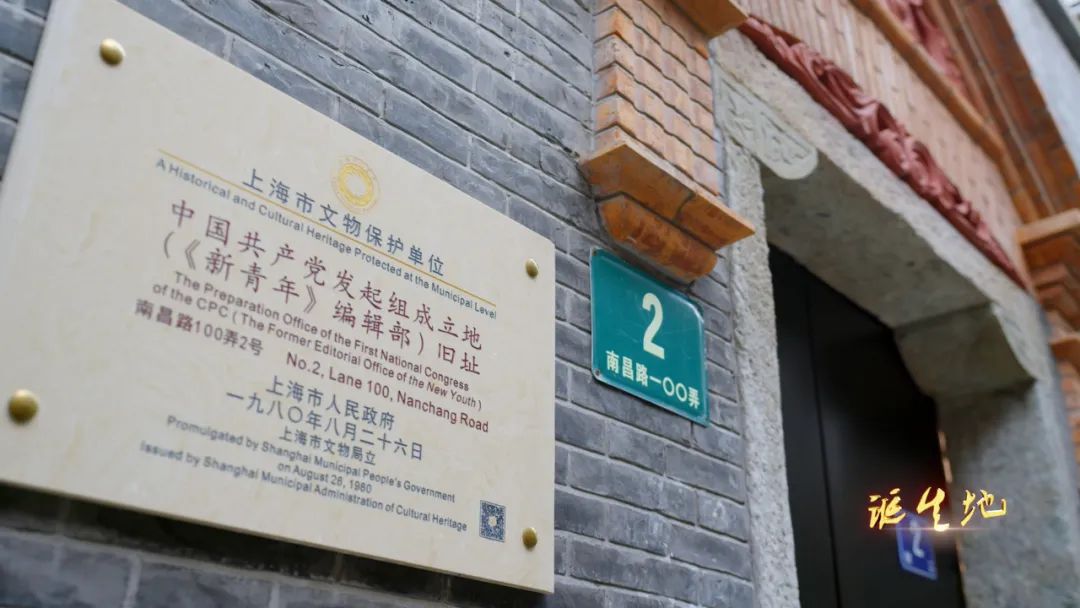 上海市文物保护单位
A Historical and Cultural Heritage Protected at the Municipal Level
中国共产党发起组成立地
(《新青年》编辑部)旧址
The Preparation Office of the First National Congress
of the CPC (The Former Editorial Office of the New Youth)
南昌路100弄2号
No.2, Lane 100, Nanchang Road
上海市人民政府
一九八〇年八月二十六日
上海市文物局立
Promulgated by Shanghai Municipal People's Government
on August 26, 1980
Issued by Shanghai Municipal Administration of Cultural Heritage
2
南昌路一〇〇弄
诞生地
2